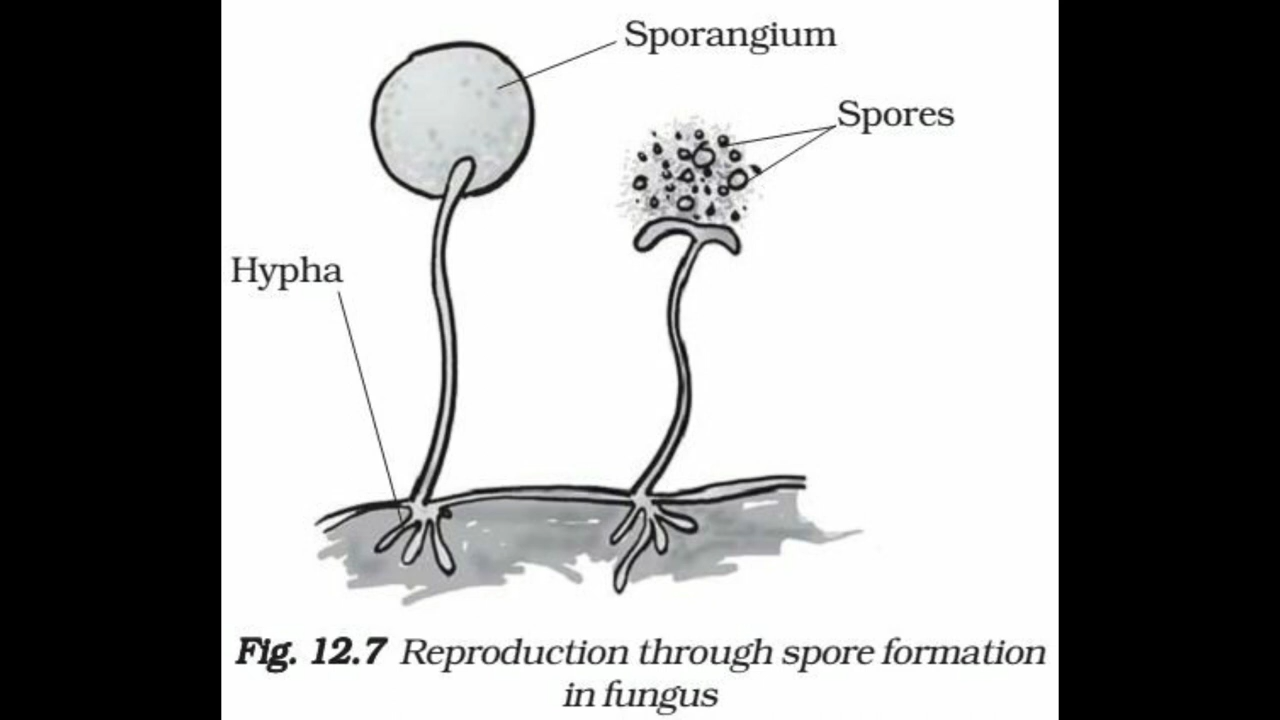 Sporangium
Spores
Hypha
Fig. 12.7 Reproduction through spore formation
in fungus